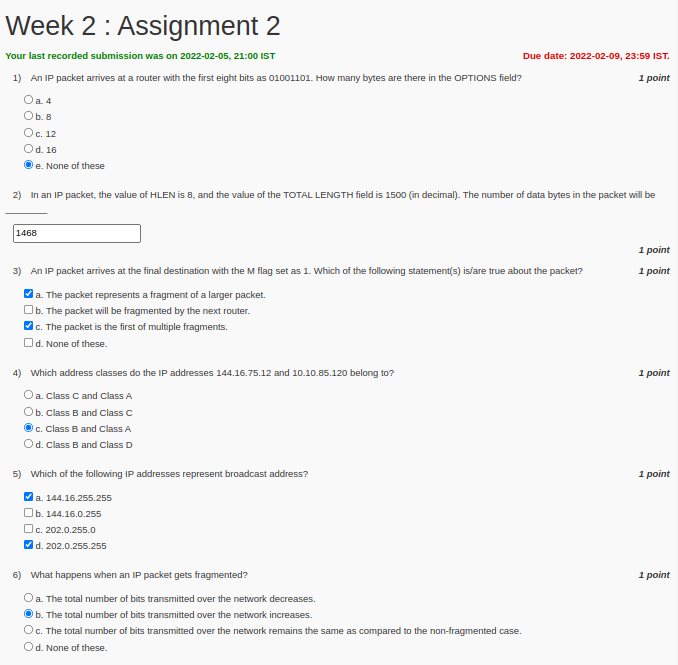 Week 2 : Assignment 2
Your last recorded submission was on 2022-02-05, 21:00 IST Due date: 2022-02-09, 23:59 IST.
1) An IP packet arrives at a router with the first eight bits as 01001101. How many bytes are there in the OPTIONS field? 1 point
a. 4
b. 8
c. 12
d. 16
e. None of these
2) In an IP packet, the value of HLEN is 8, and the value of the TOTAL LENGTH field is 1500 (in decimal). The number of data bytes in the packet will be
________
1468
1 point
3) An IP packet arrives at the final destination with the M flag set as 1. Which of the following statement(s) is/are true about the packet? 1 point
a. The packet represents a fragment of a larger packet.
b. The packet will be fragmented by the next router.
c. The packet is the first of multiple fragments.
d. None of these.
4) Which address classes do the IP addresses 144.16.75.12 and 10.10.85.120 belong to? 1 point
a. Class C and Class A
b. Class B and Class C
c. Class B and Class A
d. Class B and Class D
5) Which of the following IP addresses represent broadcast address? 1 point
a. 144.16.255.255
b. 144.16.0.255
c. 202.0.255.0
d. 202.0.255.255
6) What happens when an IP packet gets fragmented? 1 point
a. The total number of bits transmitted over the network decreases.
b. The total number of bits transmitted over the network increases.
c. The total number of bits transmitted over the network remains the same as compared to the non-fragmented case.
d. None of these.